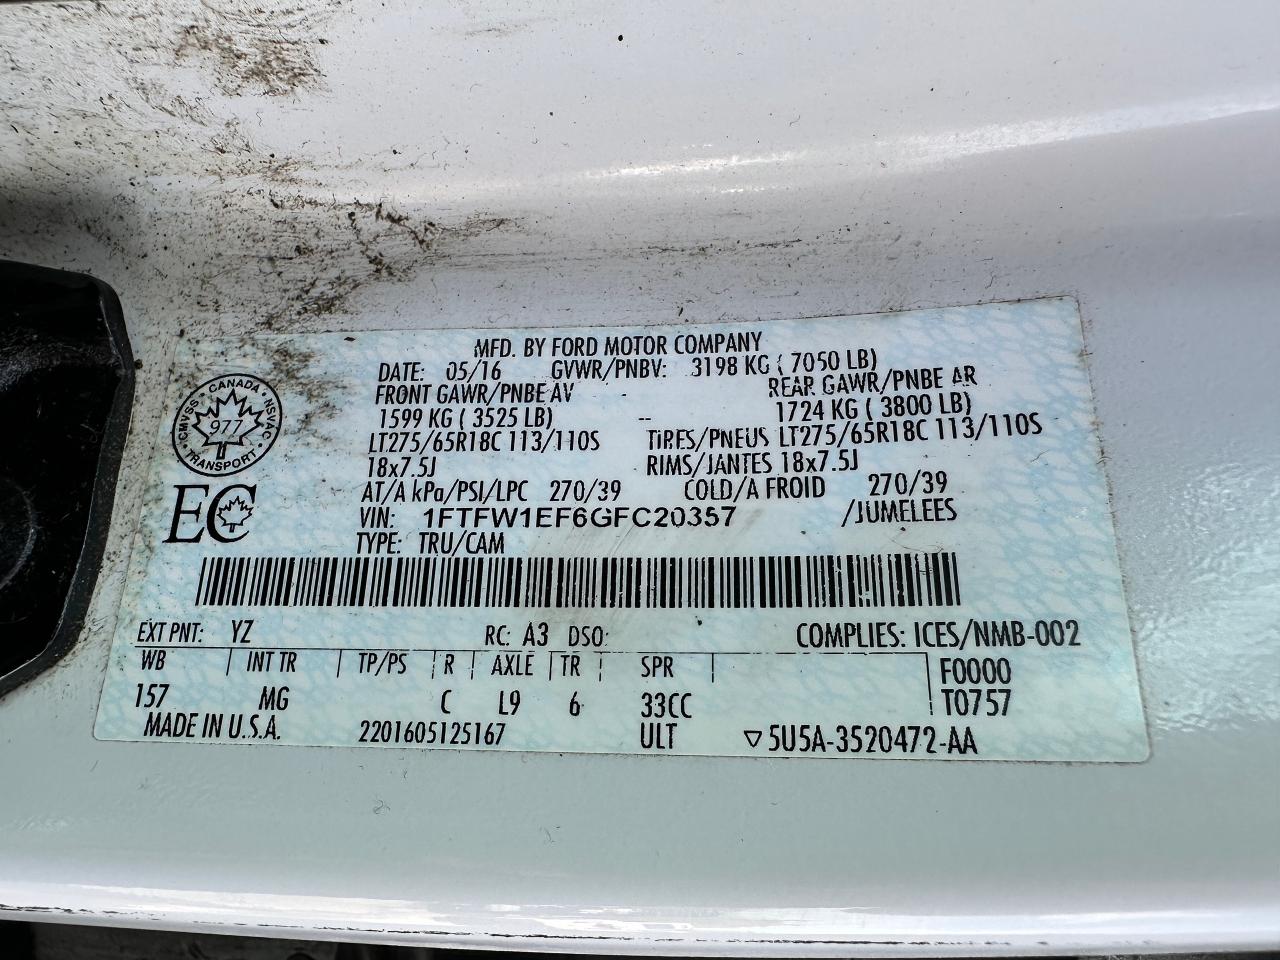 MFD. BY FORD MOTOR COMPANY
DATE: 05/16 GVWR/PNBV: 3198 KG ( 7050 LB)
FRONT GAWR/PNBE AV REAR GAWR/PNBE AR
1599 KG ( 3525 LB) -- 1724 KG ( 3800 LB)
LT275/65R18C 113/110S TIRES/PNEUS LT275/65R18C 113/110S
18x7.5J RIMS/JANTES 18x7.5J
AT/A kPa/PSI/LPC 270/39 COLD/A FROID 270/39
VIN: 1FTFW1EF6GFC20357 /JUMELEES
TYPE: TRU/CAM
CANADA
CMVSS NSVAC
977
TRANSPORT
EC
EXT PNT: YZ RC: A3 DSO: COMPLIES: ICES/NMB-002
WB INT TR TP/PS R AXLE TR SPR F0000
157 MG C L9 6 33CC T0757
MADE IN U.S.A. 2201605125167 ULT ▽5U5A-3520472-AA